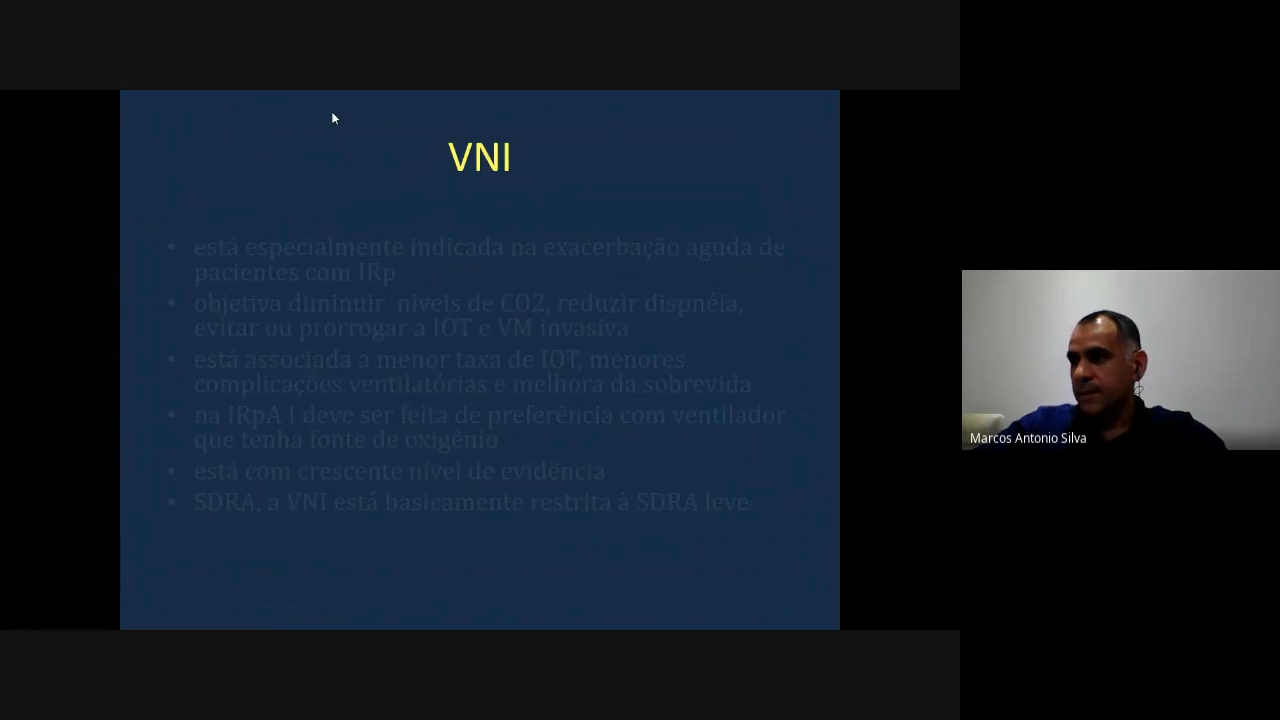 VNI
• está especialmente indicada na exacerbação aguda de
pacientes com IRp
• objetiva diminuir níveis de CO2, reduzir dispnéia,
evitar ou prorrogar a IOT e VM invasiva
• está associada a menor taxa de IOT, menores
complicações ventilatórias e melhora da sobrevida
• na IRpA I deve ser feita de preferência com ventilador
que tenha fonte de oxigênio
• está com crescente nível de evidência
• SDRA, a VNI está basicamente restrita à SDRA leve
Marcos Antonio Silva